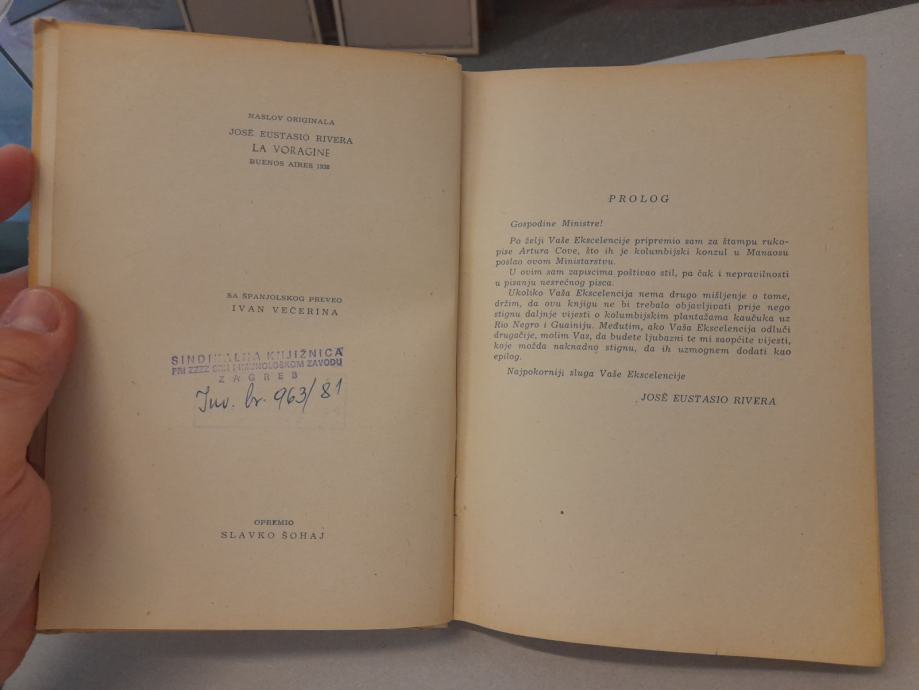 NASLOV ORIGINALA
JOSÉ EUSTASIO RIVERA
LA VORAGINE
BUENOS AIRES 1938
SA ŠPANJOLSKOG PREVEO
IVAN VEČERINA
SINDIKALNA KNJIŽNICA
PRI IMUNOLOŠKOM ZAVODU
ZAGREB
Inv. br. 963/81
OPREMIO
SLAVKO ŠOHAJ
PROLOG
Gospodine Ministre!
Po želji Vaše Ekscelencije pripremio sam za štampu ruko-
pise Artura Cove, što ih je kolumbijski konzul u Manaosu
poslao ovom Ministarstvu.
U ovim sam zapiscima poštivao stil, pa čak i nepravilnosti
u pisanju nesrećnog pisca.
Ukoliko Vaša Ekscelencija nema drugo mišljenje o tome,
držim, da ovu knjigu ne bi trebalo objavljivati prije nego
stignu daljnje vijesti o kolumbijskim plantažama kaučuka uz
Rio Negro i Guainiju. Međutim, ako Vaša Ekscelencija odluči
drugačije, molim Vas, da budete ljubazni te mi saopćite vijesti,
koje možda naknadno stignu, da ih uzmognem dodati kao
epilog.
Najpokorniji sluga Vaše Ekscelencije
JOSÉ EUSTASIO RIVERA